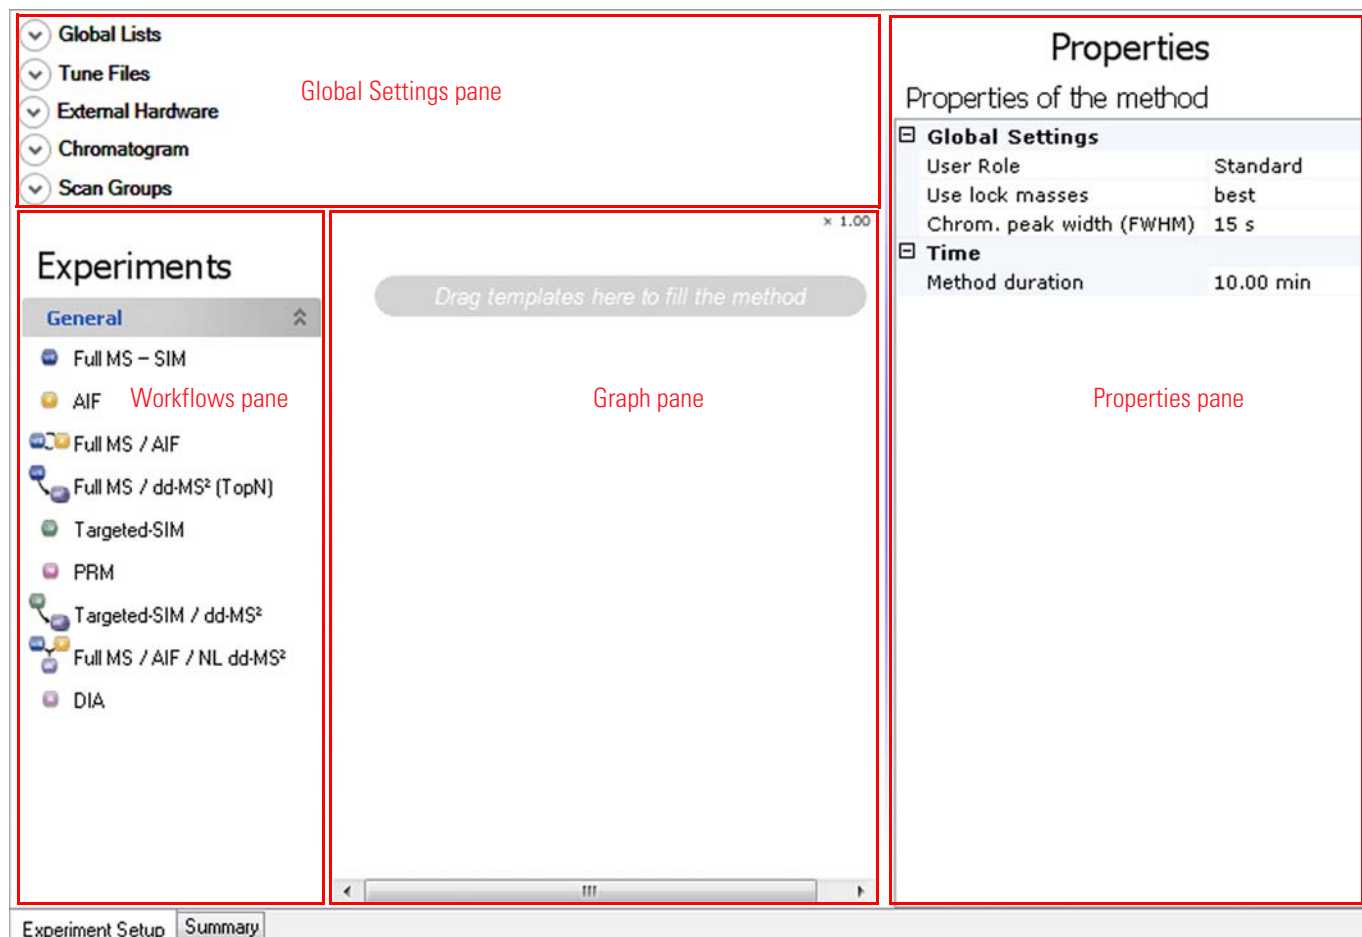 Global Lists
Tune Files
External Hardware
Chromatogram
Scan Groups
Global Settings pane
Experiments
General
Full MS – SIM
AIF
Full MS / AIF
Full MS / dd-MS² (TopN)
Targeted-SIM
PRM
Targeted-SIM / dd-MS²
Full MS / AIF / NL dd-MS²
DIA
Workflows pane
× 1.00
Drag templates here to fill the method
Graph pane
Properties
Properties of the method
Global Settings
User Role Standard
Use lock masses best
Chrom. peak width (FWHM) 15 s
Time
Method duration 10.00 min
Properties pane
Experiment Setup Summary